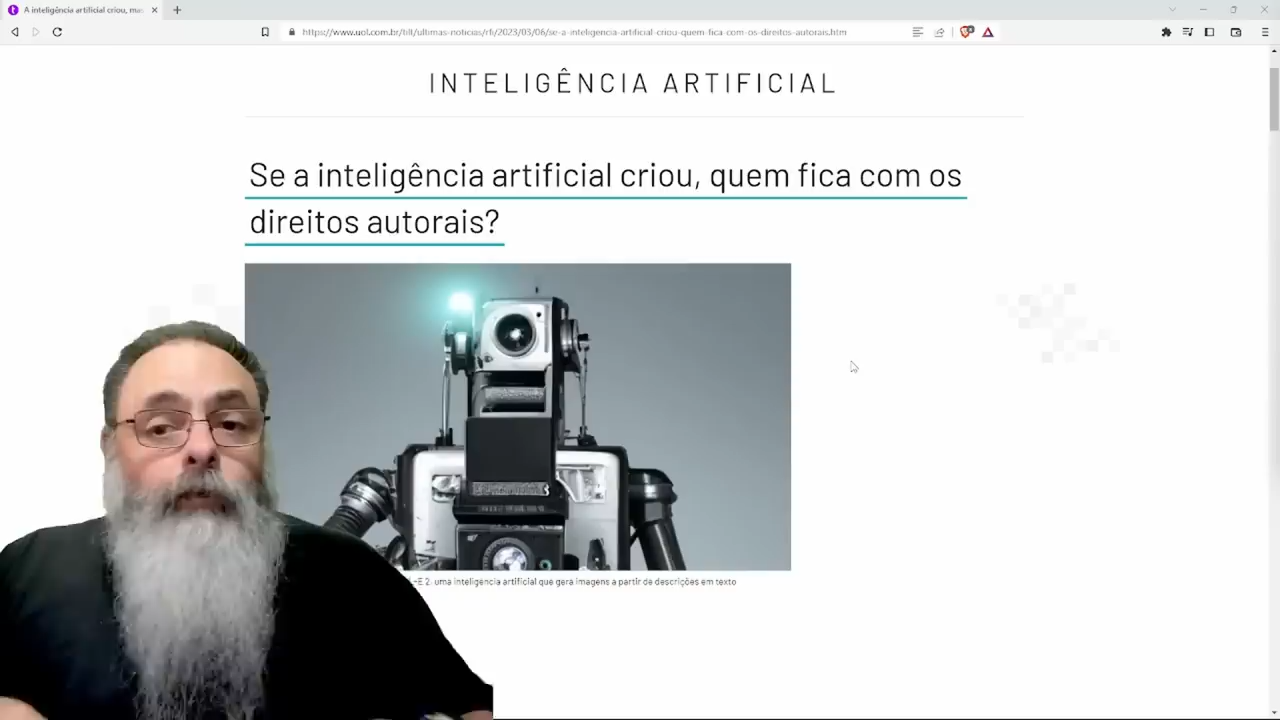 A inteligência artificial criou, mas
https://www.uol.com.br/tilt/ultimas-noticias/rfi/2023/03/06/se-a-inteligencia-artificial-criou-quem-fica-com-os-direitos-autorais.htm
INTELIGÊNCIA ARTIFICIAL
Se a inteligência artificial criou, quem fica com os
direitos autorais?
-E 2: uma inteligência artificial que gera imagens a partir de descrições em texto